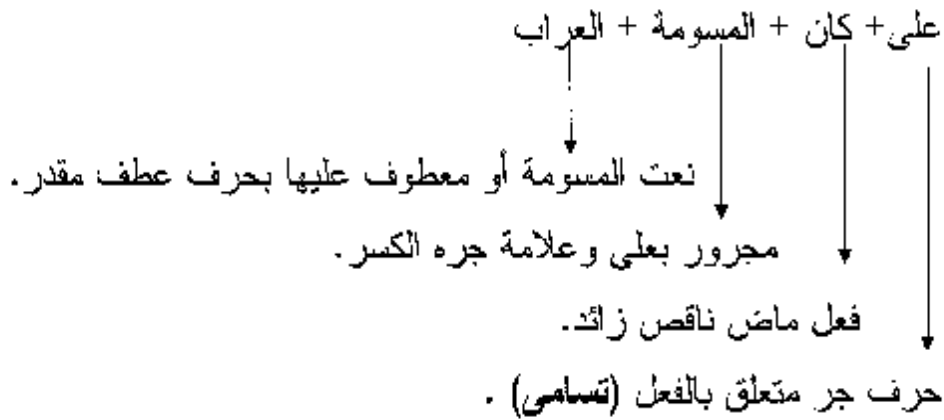 على+ كان + المسومة + العراب
نعت المسومة أو معطوف عليها بحرف عطف مقدر.
مجرور بعلى وعلامة جره الكسر.
فعل ماض ناقص زائد.
حرف جر متعلق بالفعل (تسامى) .